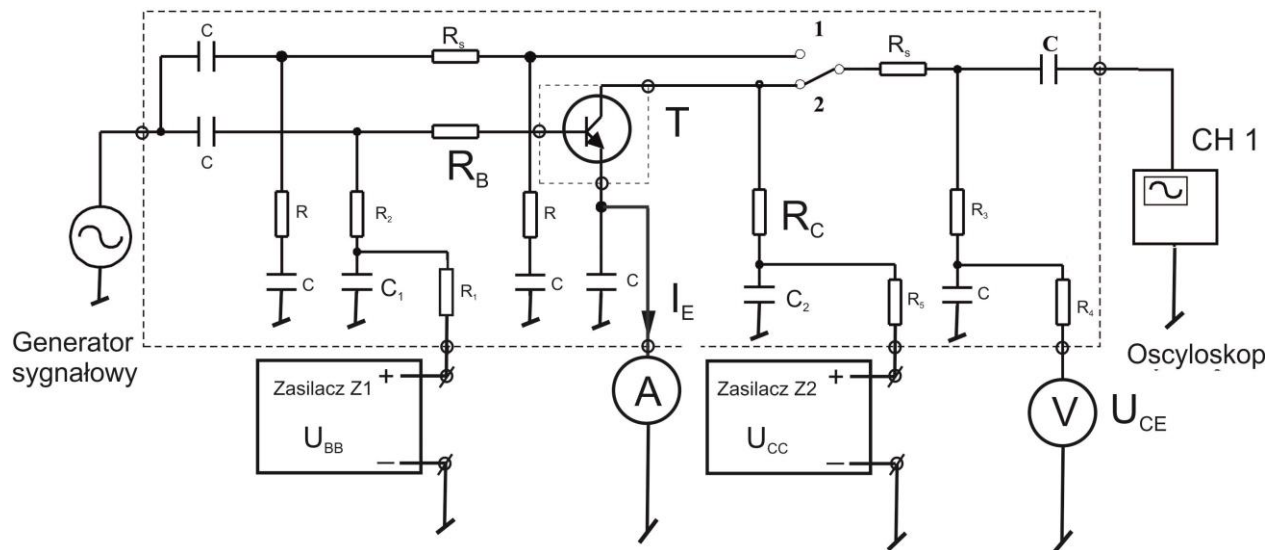 C
R_s
1
R_s
C
2
T
CH 1
C
R_B
R
R_2
R
R_C
R_3
C
C_1
R_1
C
C
I_E
C_2
R_5
C
R_4
Generator
sygnałowy
Oscyloskop
Zasilacz Z1
+
U_BB
−
A
Zasilacz Z2
+
U_CC
−
V
U_CE